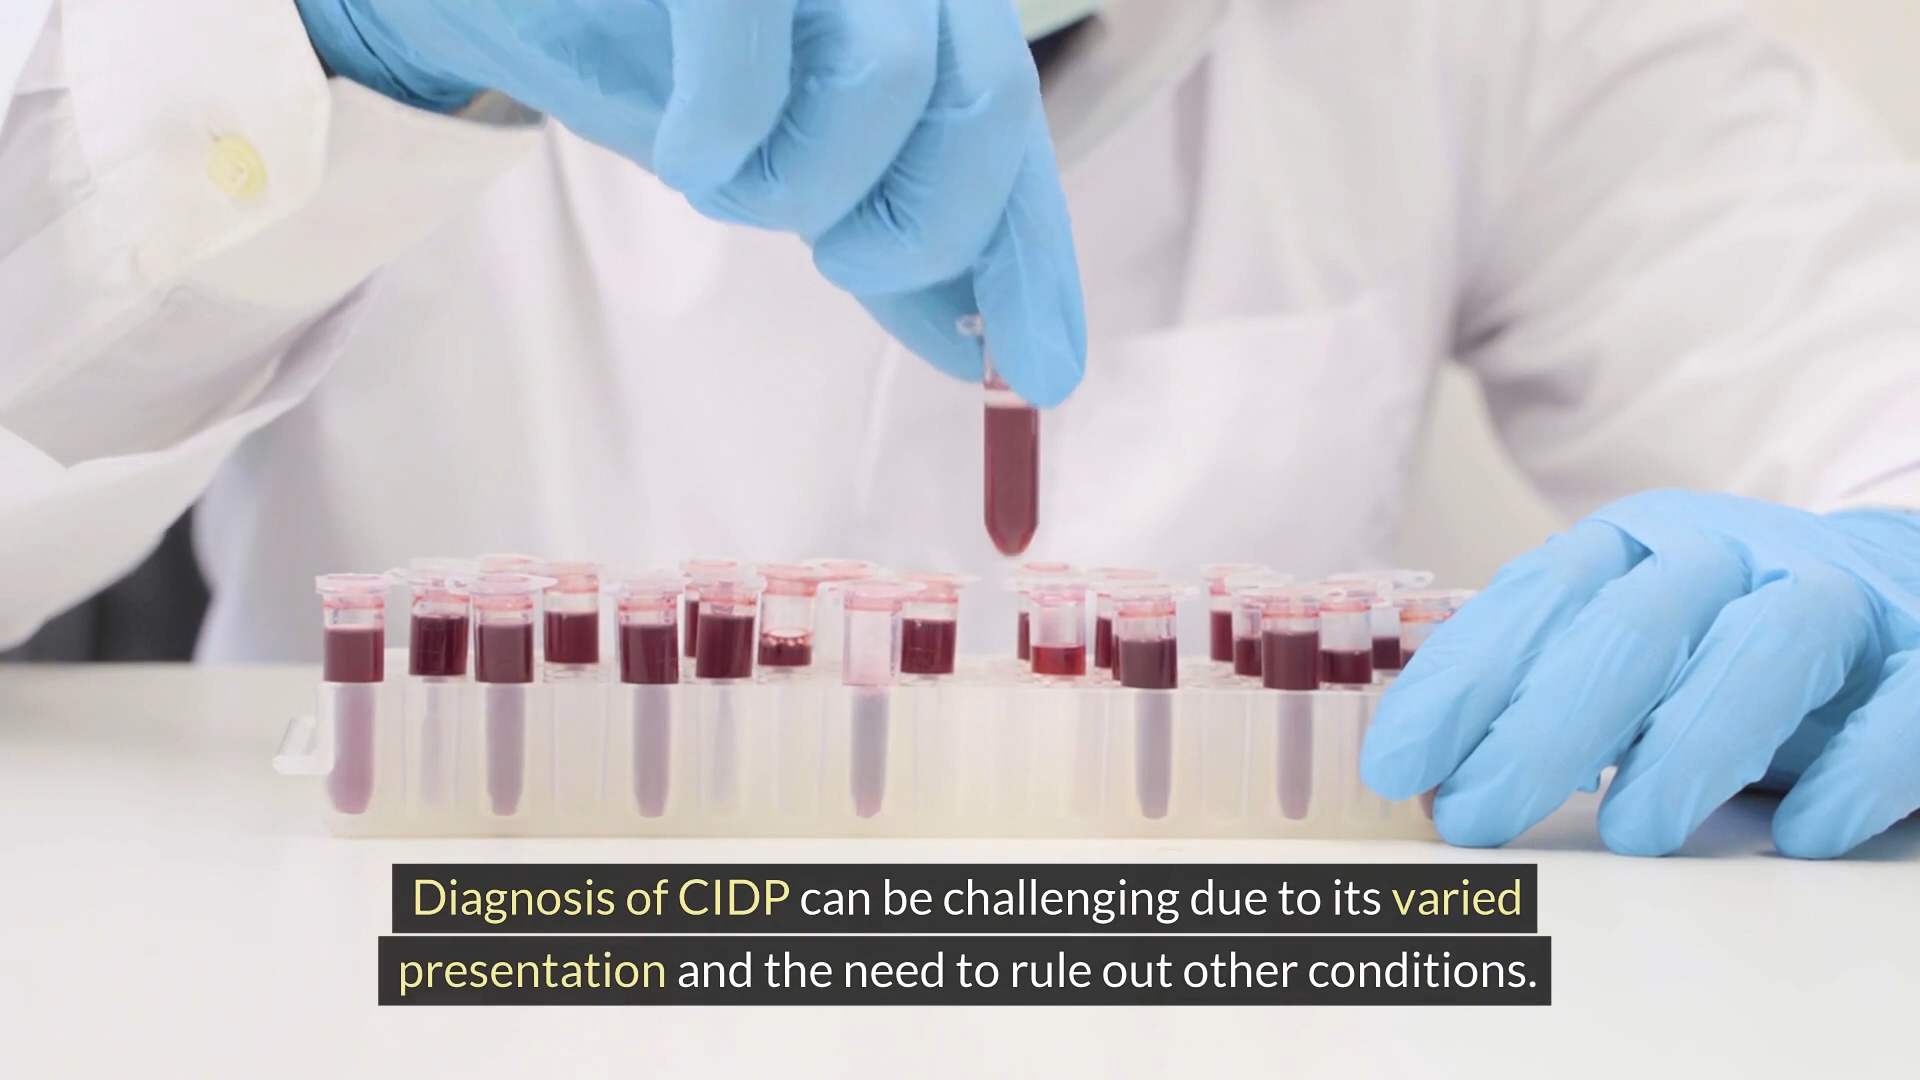 Diagnosis of CIDP can be challenging due to its varied
presentation and the need to rule out other conditions.